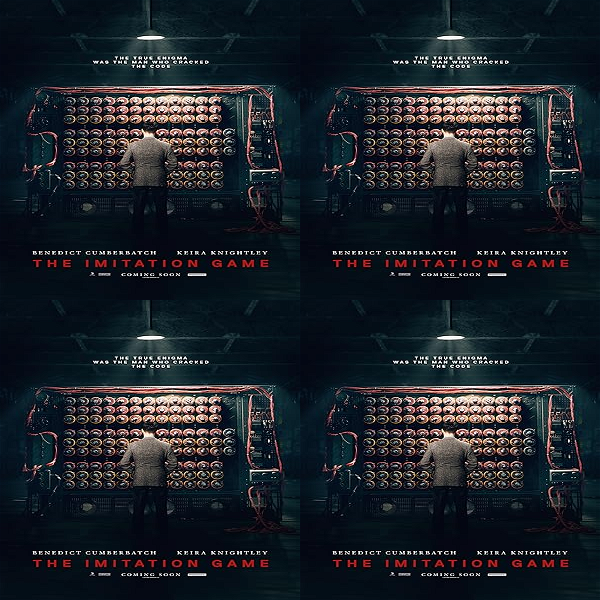 THE TRUE ENIGMA
WAS THE MAN WHO CRACKED
THE CODE
BENEDICT CUMBERBATCH KEIRA KNIGHTLEY
THE IMITATION GAME
COMING SOON
THE TRUE ENIGMA
WAS THE MAN WHO CRACKED
THE CODE
BENEDICT CUMBERBATCH KEIRA KNIGHTLEY
THE IMITATION GAME
COMING SOON
THE TRUE ENIGMA
WAS THE MAN WHO CRACKED
THE CODE
BENEDICT CUMBERBATCH KEIRA KNIGHTLEY
THE IMITATION GAME
COMING SOON
THE TRUE ENIGMA
WAS THE MAN WHO CRACKED
THE CODE
BENEDICT CUMBERBATCH KEIRA KNIGHTLEY
THE IMITATION GAME
COMING SOON